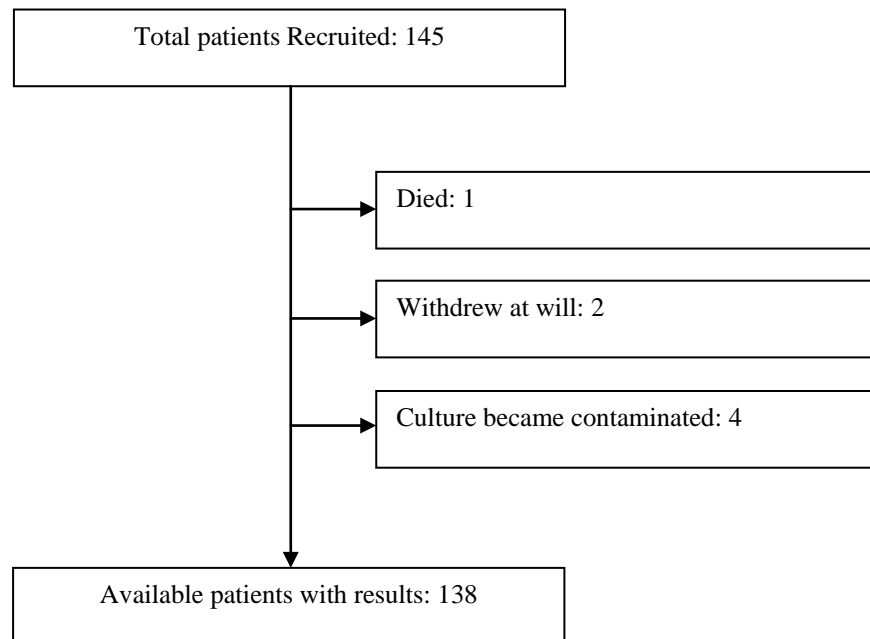 Total patients Recruited: 145
Died: 1
Withdrew at will: 2
Culture became contaminated: 4
Available patients with results: 138